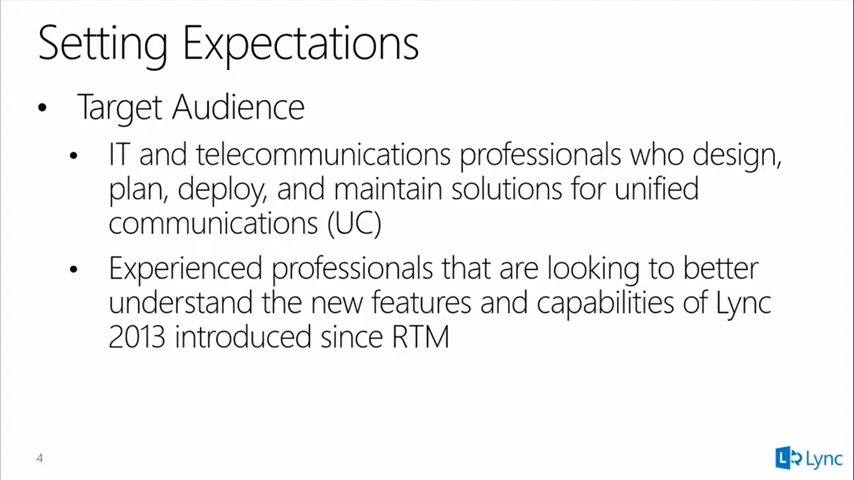 Setting Expectations
• Target Audience
• IT and telecommunications professionals who design,
plan, deploy, and maintain solutions for unified
communications (UC)
• Experienced professionals that are looking to better
understand the new features and capabilities of Lync
2013 introduced since RTM
4
L Lync